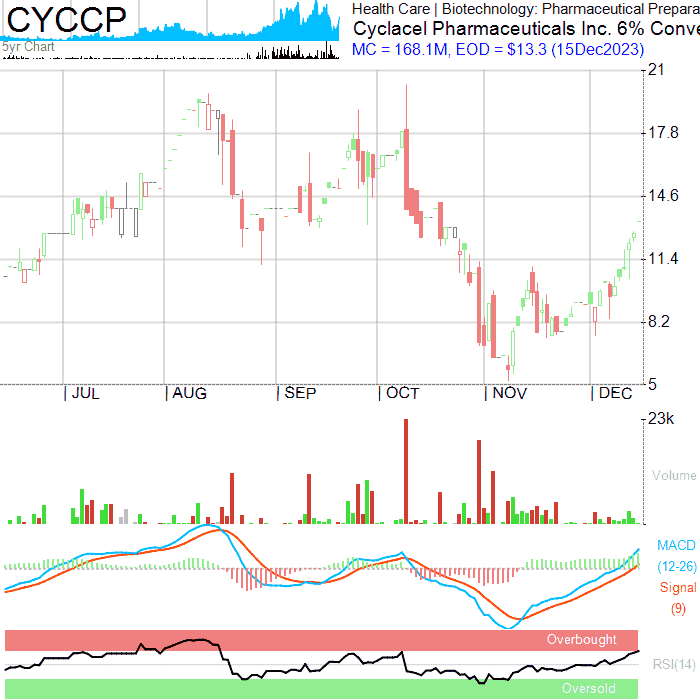 CYCCP
5yr Chart
Health Care | Biotechnology: Pharmaceutical Prepara
Cyclacel Pharmaceuticals Inc. 6% Conve
MC = 168.1M, EOD = $13.3 (15Dec2023)
21
17.8
14.6
11.4
8.2
5
| JUL | AUG | SEP | OCT | NOV | DEC
23k
Volume
MACD
(12-26)
Signal
(9)
Overbought
RSI(14)
Oversold